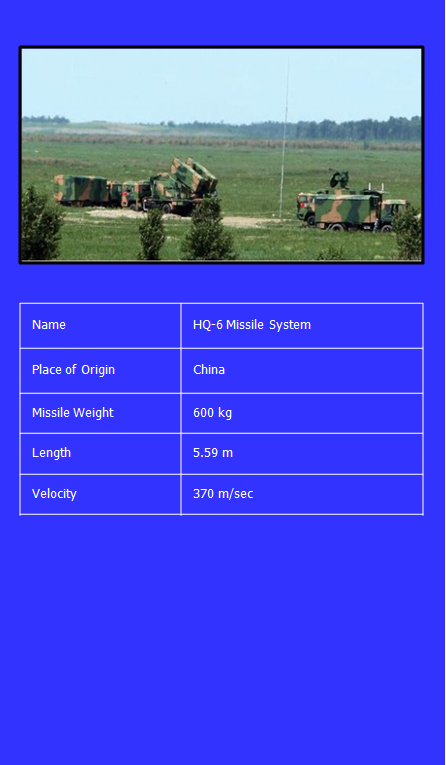 Name HQ-6 Missile System
Place of Origin China
Missile Weight 600 kg
Length 5.59 m
Velocity 370 m/sec